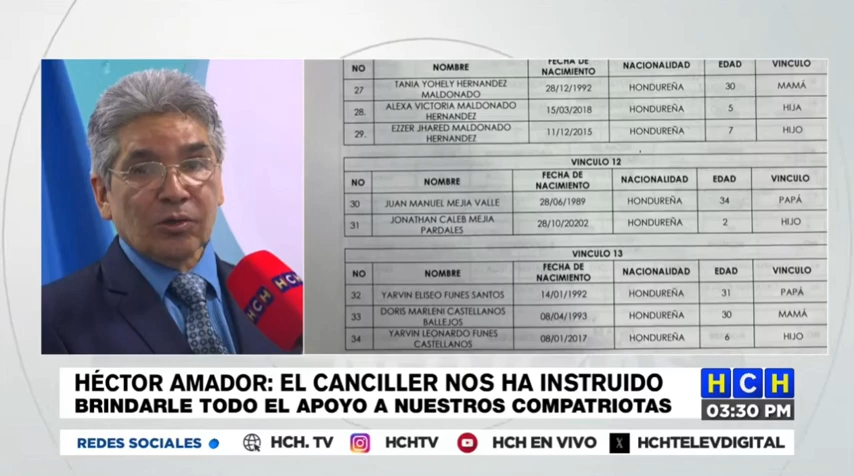 NO NOMBRE FECHA DE NACIMIENTO NACIONALIDAD EDAD VINCULO
27 TANIA YOHELY HERNANDEZ MALDONADO 28/12/1992 HONDUREÑA 30 MAMÁ
28. ALEXA VICTORIA MALDONADO HERNANDEZ 15/03/2018 HONDUREÑA 5 HIJA
29. EZZER JHARED MALDONADO HERNANDEZ 11/12/2015 HONDUREÑA 7 HIJO
VINCULO 12
NO NOMBRE FECHA DE NACIMIENTO NACIONALIDAD EDAD VINCULO
30 JUAN MANUEL MEJIA VALLE 28/06/1989 HONDUREÑA 34 PAPÁ
31 JONATHAN CALEB MEJIA PARDALES 28/10/20202 HONDUREÑA 2 HIJO
VINCULO 13
NO NOMBRE FECHA DE NACIMIENTO NACIONALIDAD EDAD VINCULO
32 YARVIN ELISEO FUNES SANTOS 14/01/1992 HONDUREÑA 31 PAPÁ
33 DORIS MARLENI CASTELLANOS BALLEJOS 08/04/1993 HONDUREÑA 30 MAMÁ
34 YARVIN LEONARDO FUNES CASTELLANOS 08/01/2017 HONDUREÑA 6 HIJO
HCH
HÉCTOR AMADOR: EL CANCILLER NOS HA INSTRUIDO
BRINDARLE TODO EL APOYO A NUESTROS COMPATRIOTAS
HCH
03:30 PM
REDES SOCIALES HCH. TV HCHTV HCH EN VIVO X HCHTELEVDIGITAL